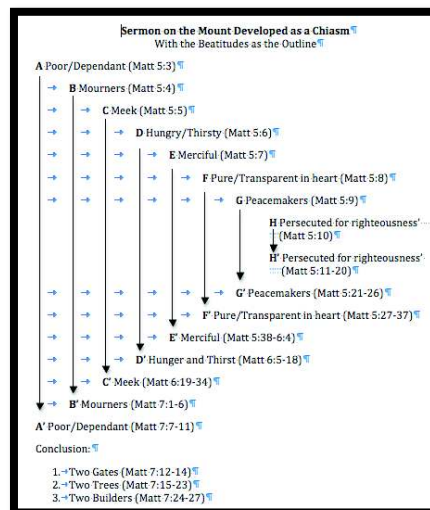 Sermon on the Mount Developed as a Chiasm¶
With the Beatitudes as the Outline¶
A Poor/Dependant (Matt 5:3)¶
B Mourners (Matt 5:4)¶
C Meek (Matt 5:5)¶
D Hungry/Thirsty (Matt 5:6)¶
E Merciful (Matt 5:7)¶
F Pure/Transparent in heart (Matt 5:8)¶
G Peacemakers (Matt 5:9)¶
H Persecuted for righteousness'
(Matt 5:10)¶
H' Persecuted for righteousness'
(Matt 5:11-20)¶
G' Peacemakers (Matt 5:21-26)¶
F' Pure/Transparent in heart (Matt 5:27-37)¶
E' Merciful (Matt 5:38-6:4)¶
D' Hunger and Thirst (Matt 6:5-18)¶
C' Meek (Matt 6:19-34)¶
B' Mourners (Matt 7:1-6)¶
A' Poor/Dependant (Matt 7:7-11)¶
Conclusion:¶
1.→Two Gates (Matt 7:12-14)¶
2.→Two Trees (Matt 7:15-23)¶
3.→Two Builders (Matt 7:24-27)¶